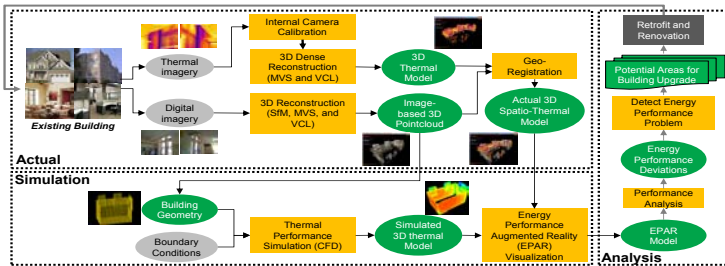 Internal Camera
Calibration
Thermal
imagery
3D Dense
Reconstruction
(MVS and VCL)
3D
Thermal
Model
Geo-
Registration
Existing Building
Digital
imagery
3D Reconstruction
(SfM, MVS, and
VCL)
Image-
based 3D
Pointcloud
Actual 3D
Spatio-Thermal
Model
Actual
Simulation
Building
Geometry
Boundary
Conditions
Thermal
Performance
Simulation (CFD)
Simulated
3D thermal
Model
Energy
Performance
Augmented Reality
(EPAR)
Visualization
Retrofit and
Renovation
Potential Areas for
Building Upgrade
Detect Energy
Performance
Problem
Energy
Performance
Deviations
Performance
Analysis
EPAR
Model
Analysis